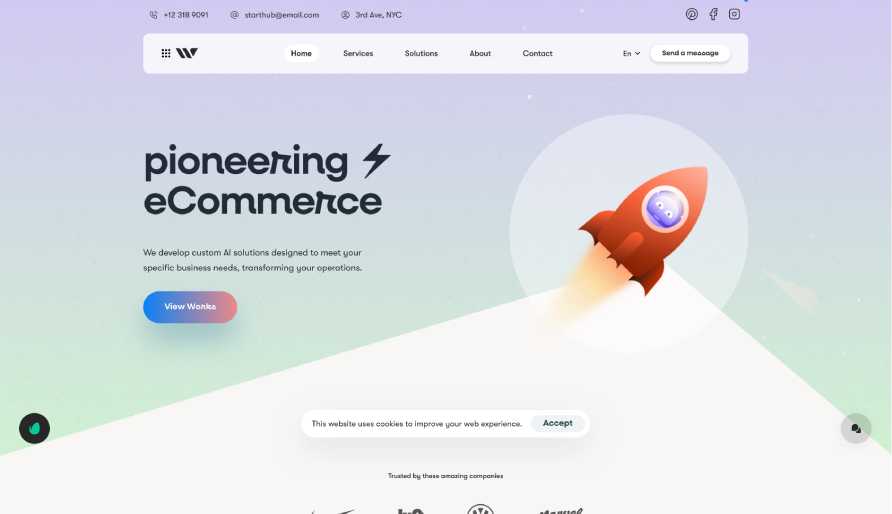 +12 318 9091
starthub@email.com
3rd Ave, NYC
Home
Services
Solutions
About
Contact
En
Send a message
pioneering
eCommerce
We develop custom AI solutions designed to meet your
specific business needs, transforming your operations.
View Works
This website uses cookies to improve your web experience.
Accept
Trusted by these amazing companies